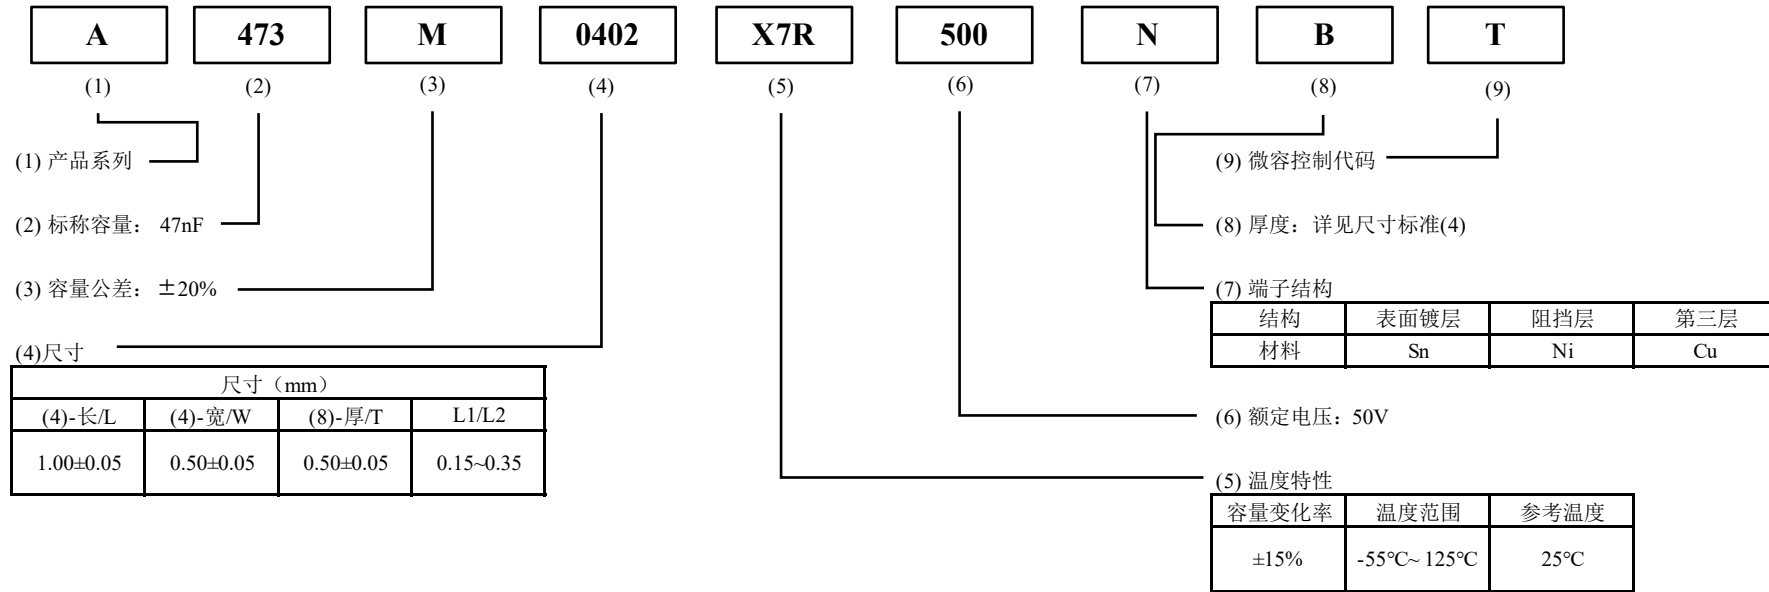 A 473 M 0402 X7R 500 N B T
(1) (2) (3) (4) (5) (6) (7) (8) (9)
(1) 产品系列
(9) 微容控制代码
(2) 标称容量： 47nF
(8) 厚度：详见尺寸标准(4)
(3) 容量公差： ±20%
(7) 端子结构
结构 表面镀层 阻挡层 第三层
材料 Sn Ni Cu
(4)尺寸
尺寸（mm）
(4)-长/L (4)-宽/W (8)-厚/T L1/L2
1.00±0.05 0.50±0.05 0.50±0.05 0.15~0.35
(6) 额定电压：50V
(5) 温度特性
容量变化率 温度范围 参考温度
±15% -55℃~125℃ 25℃